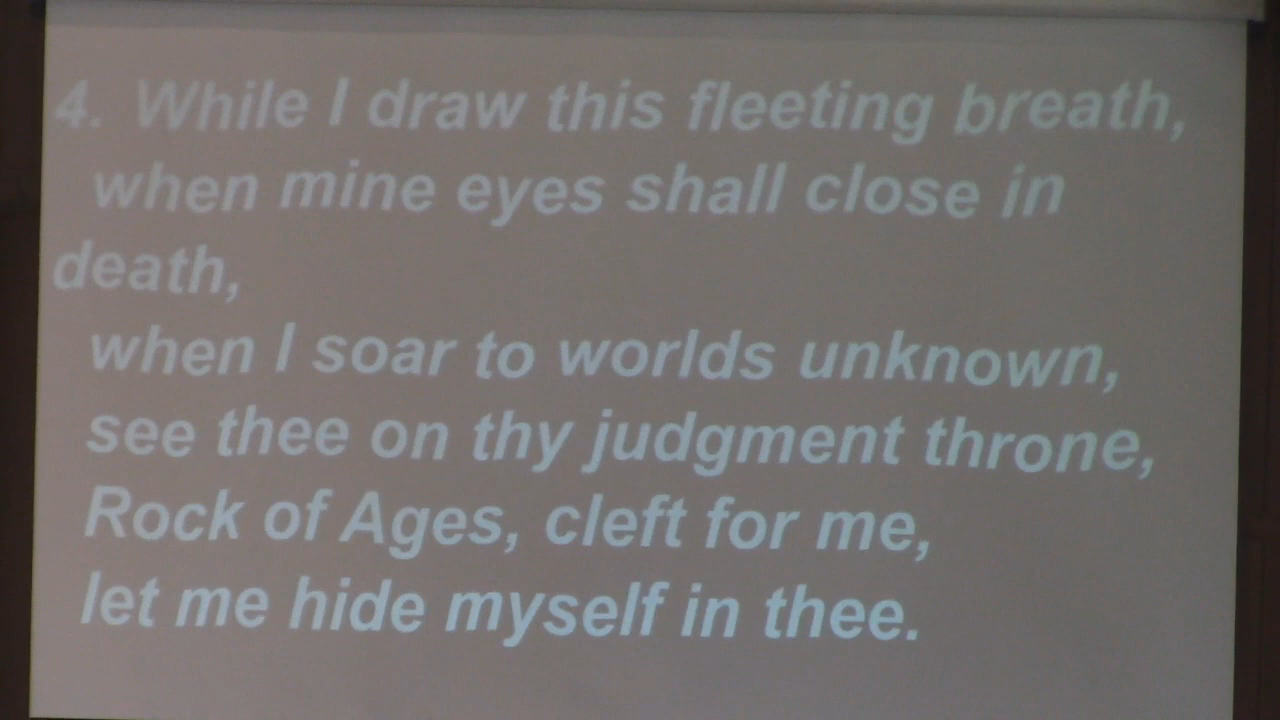 4. While I draw this fleeting breath,
when mine eyes shall close in
death,
when I soar to worlds unknown,
see thee on thy judgment throne,
Rock of Ages, cleft for me,
let me hide myself in thee.